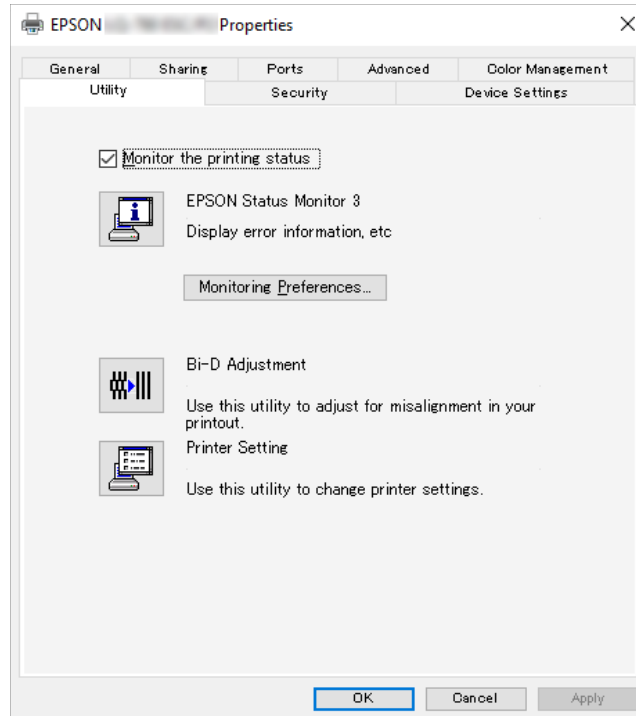 EPSON Properties
General Sharing Ports Advanced Color Management
Utility Security Device Settings
Monitor the printing status
EPSON Status Monitor 3
Display error information, etc
Monitoring Preferences...
Bi-D Adjustment
Use this utility to adjust for misalignment in your
printout.
Printer Setting
Use this utility to change printer settings.
OK Cancel Apply